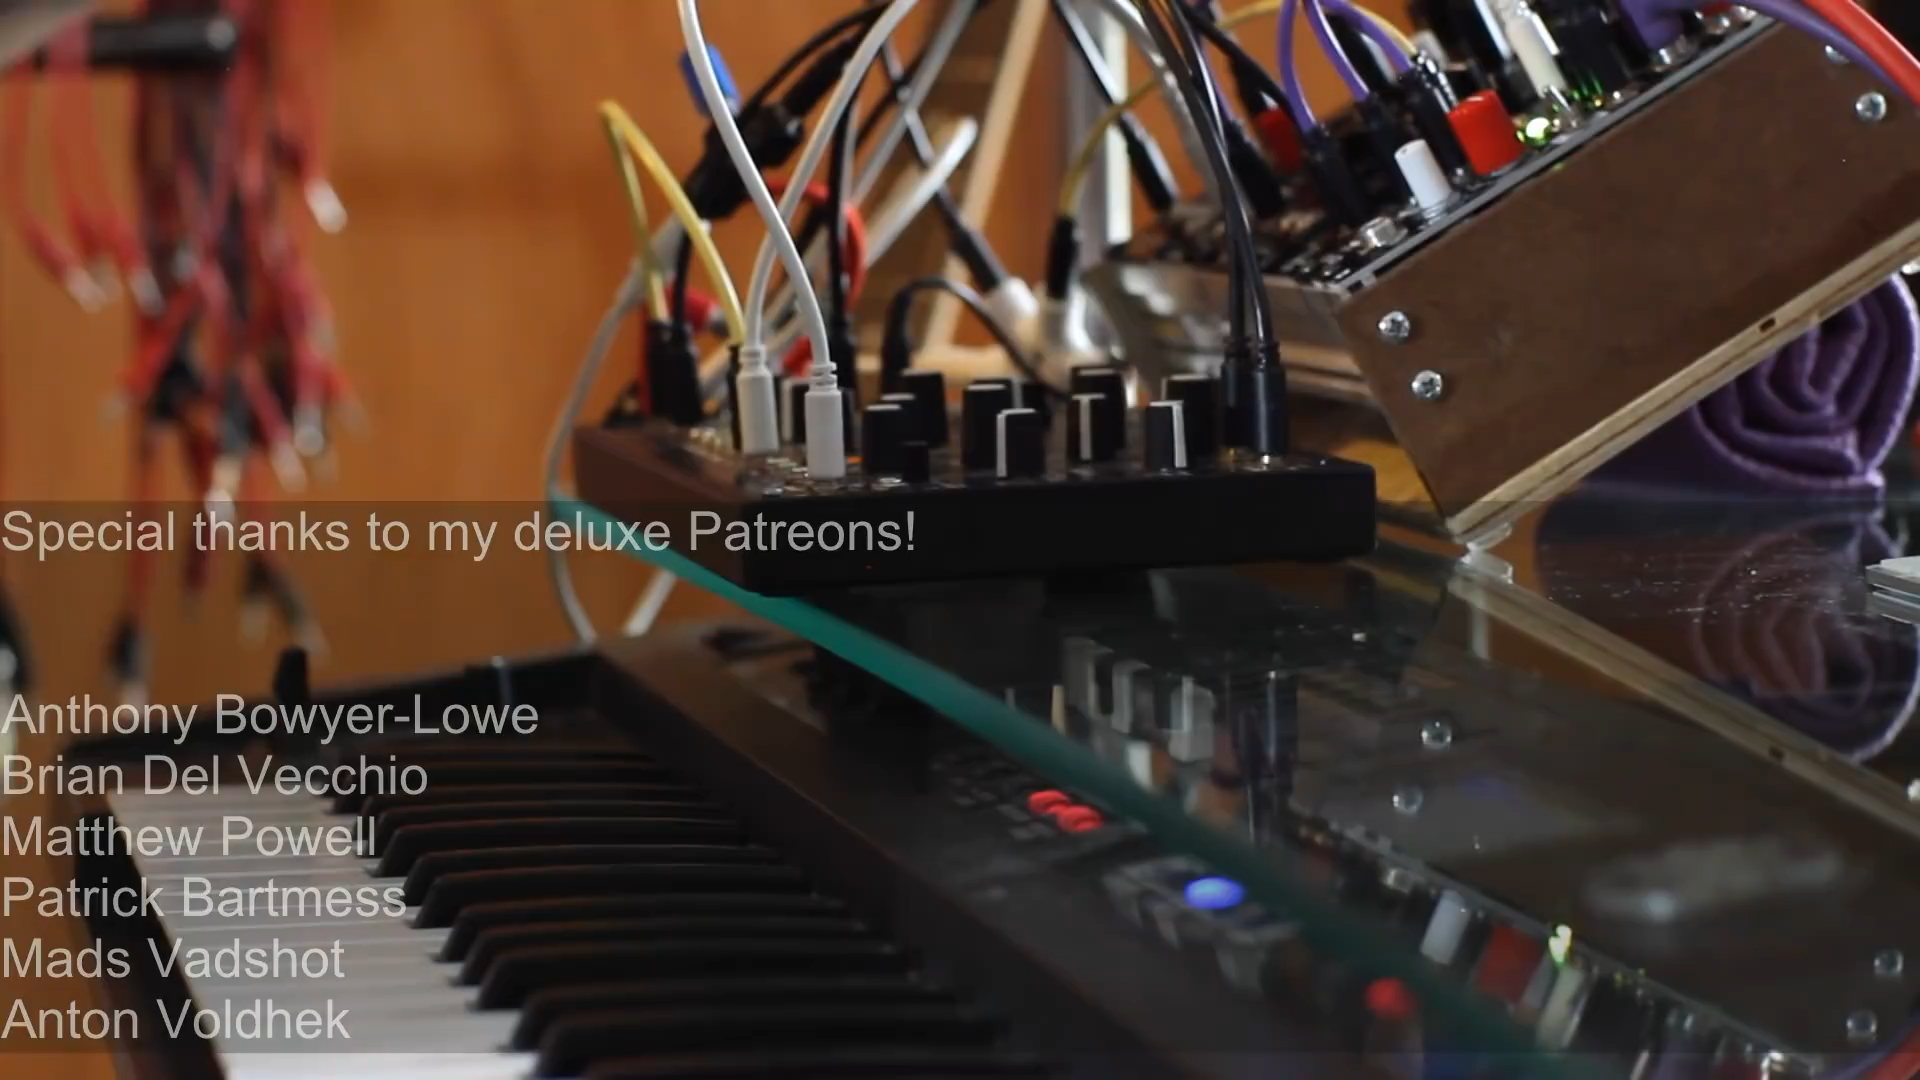 Special thanks to my deluxe Patreons!
Anthony Bowyer-Lowe
Brian Del Vecchio
Matthew Powell
Patrick Bartmess
Mads Vadshot
Anton Voldhek